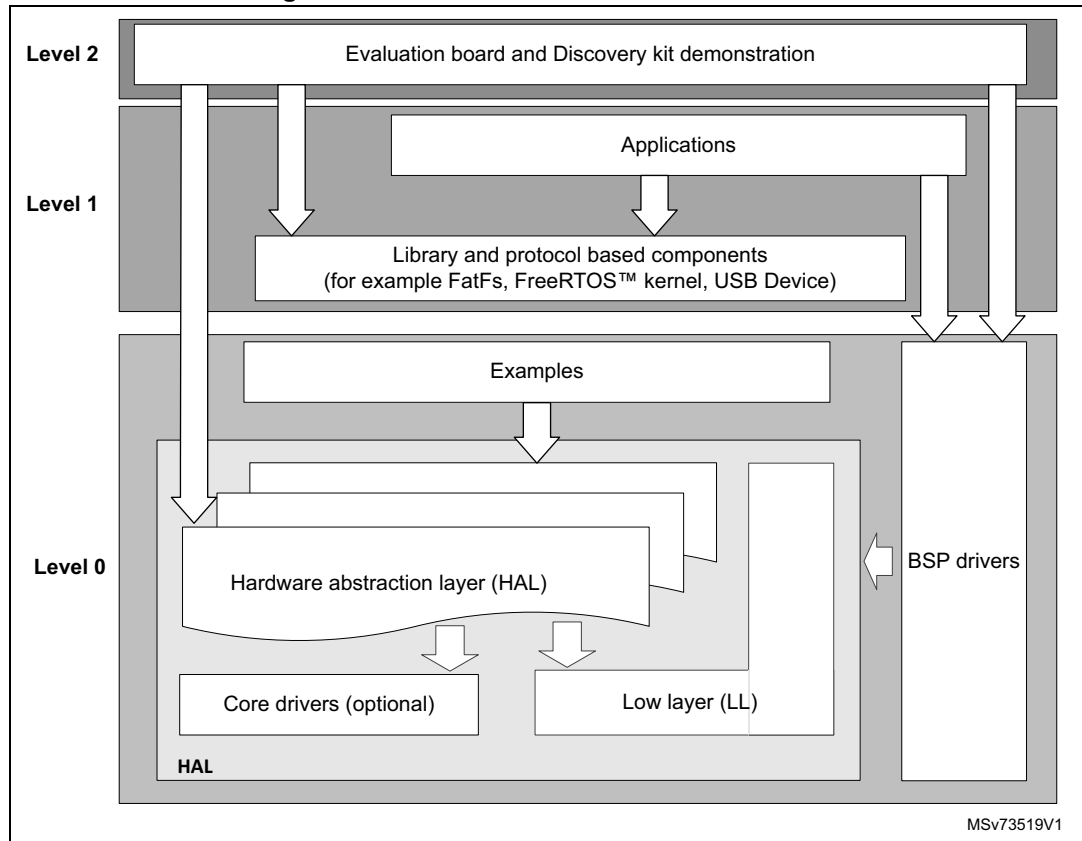 Level 2
Evaluation board and Discovery kit demonstration
Applications
Level 1
Library and protocol based components
(for example FatFs, FreeRTOS™ kernel, USB Device)
Examples
Level 0
Hardware abstraction layer (HAL)
BSP drivers
Core drivers (optional)
Low layer (LL)
HAL
MSv73519V1